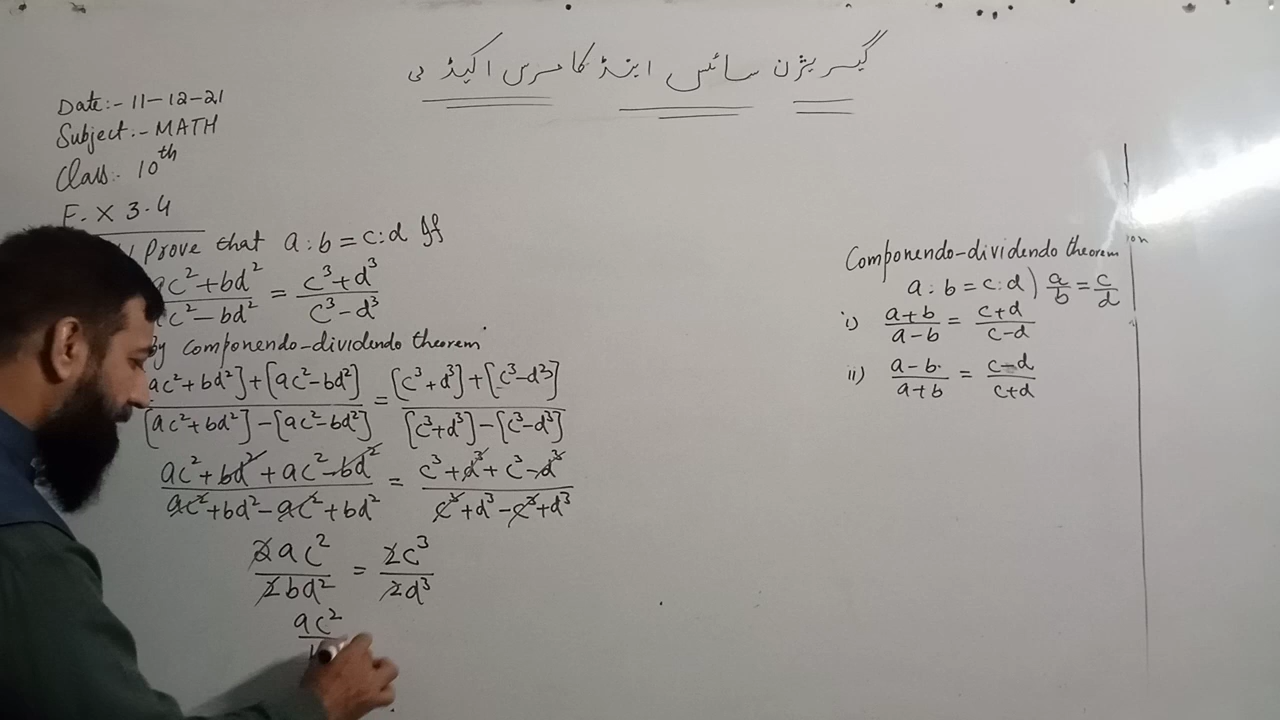 گیریژن سائنس اینڈ کامرس اکیڈمی
Date:- 11-12-21
Subject:- MATH
Class:- 10th
E.X 3.4
Prove that a:b = c:d If
ac²+bd² / ac²-bd² = c³+d³ / c³-d³
By componendo-dividendo theorem
[ac²+bd²]+[ac²-bd²] / [ac²+bd²]-[ac²-bd²] = [c³+d³]+[c³-d³] / [c³+d³]-[c³-d³]
ac²+bd²+ac²-bd² / ac²+bd²-ac²+bd² = c³+d³+c³-d³ / c³+d³-c³+d³
2ac² / 2bd² = 2c³ / 2d³
ac²
Componendo-dividendo theorem
a:b = c:d) a/b = c/d
i) a+b / a-b = c+d / c-d
ii) a-b / a+b = c-d / c+d